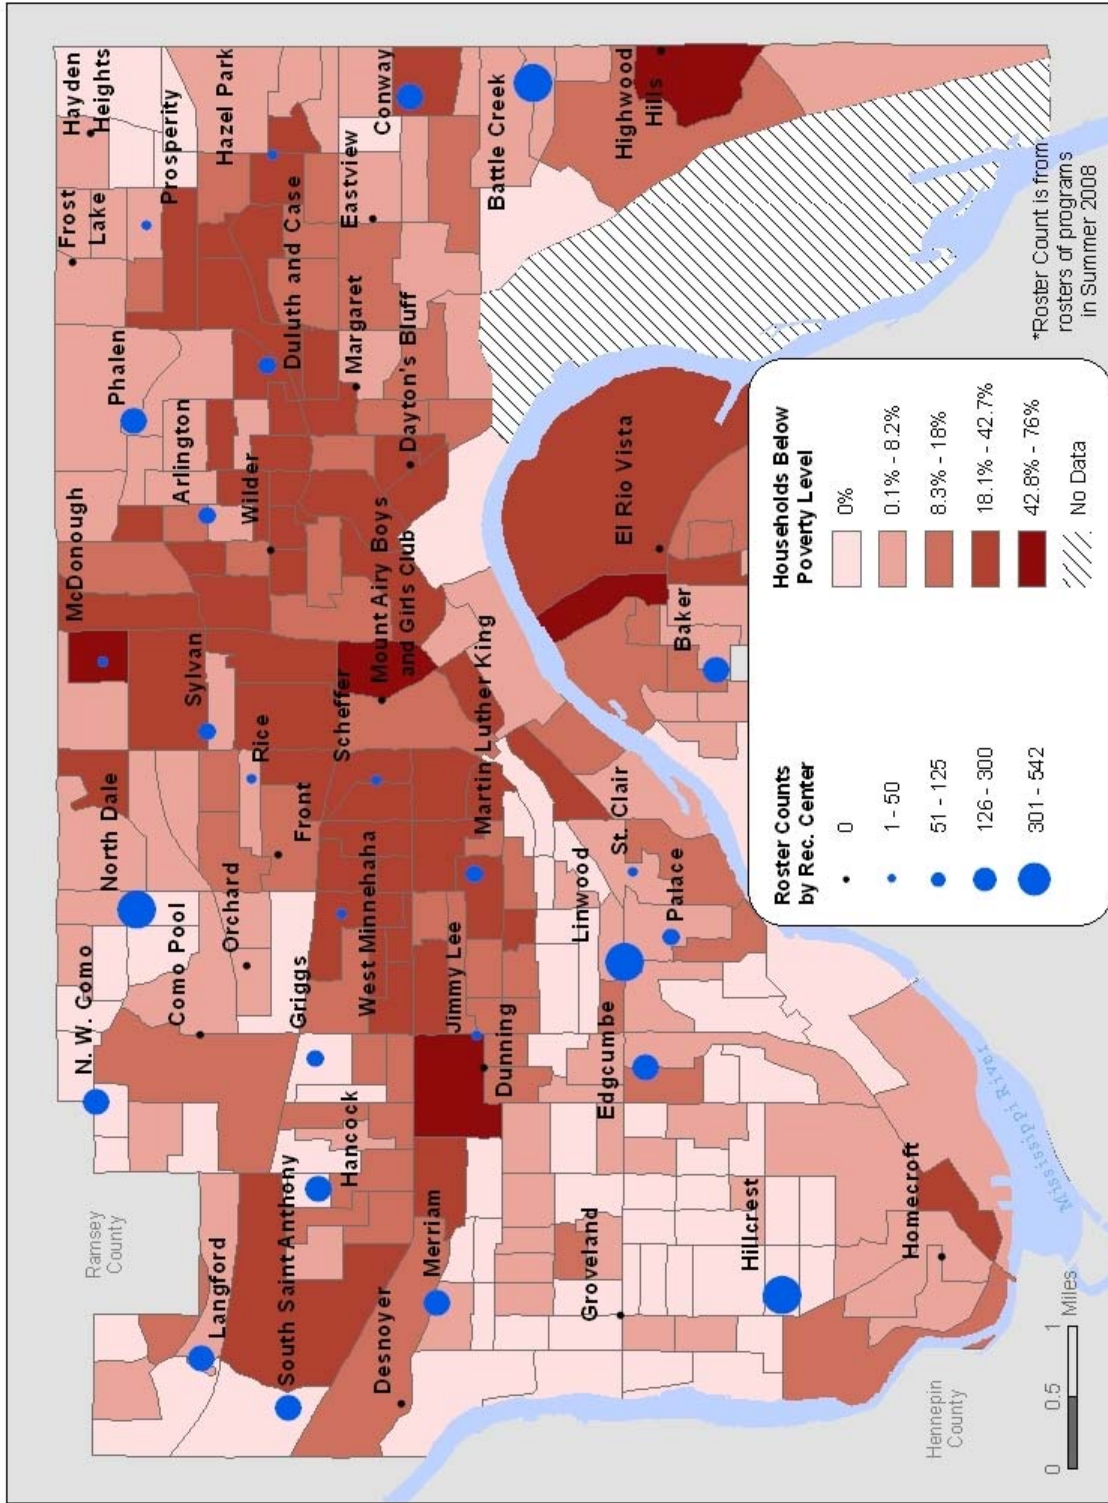 Hayden
Heights
Frost
Lake
Prosperity
Hazel Park
Phalen
McDonough
Arlington
Duluth and Case
Conway
Eastview
Wilder
Margaret
Battle Creek
Highwood
Hills
Dayton's Bluff
Mount Airy Boys
and Girls Club
Sylvan
Rice
Scheffer
North Dale
Front
Martin Luther King
El Rio Vista
Baker
N. W. Como
Como Pool
Orchard
Griggs
West Minnehaha
Jimmy Lee
Dunning
Linwood
St. Clair
Palace
Edgcumbe
Ramsey
County
Langford
South Saint Anthony
Hancock
Merriam
Desnoyer
Groveland
Hillcrest
Homecroft
Mississippi River
Hennepin
County
0 0.5 1 Miles
Roster Counts
by Rec. Center
0
1 - 50
51 - 125
126 - 300
301 - 542
Households Below
Poverty Level
0%
0.1% - 8.2%
8.3% - 18%
18.1% - 42.7%
42.8% - 76%
No Data
*Roster Count is from
rosters of programs
in Summer 2008